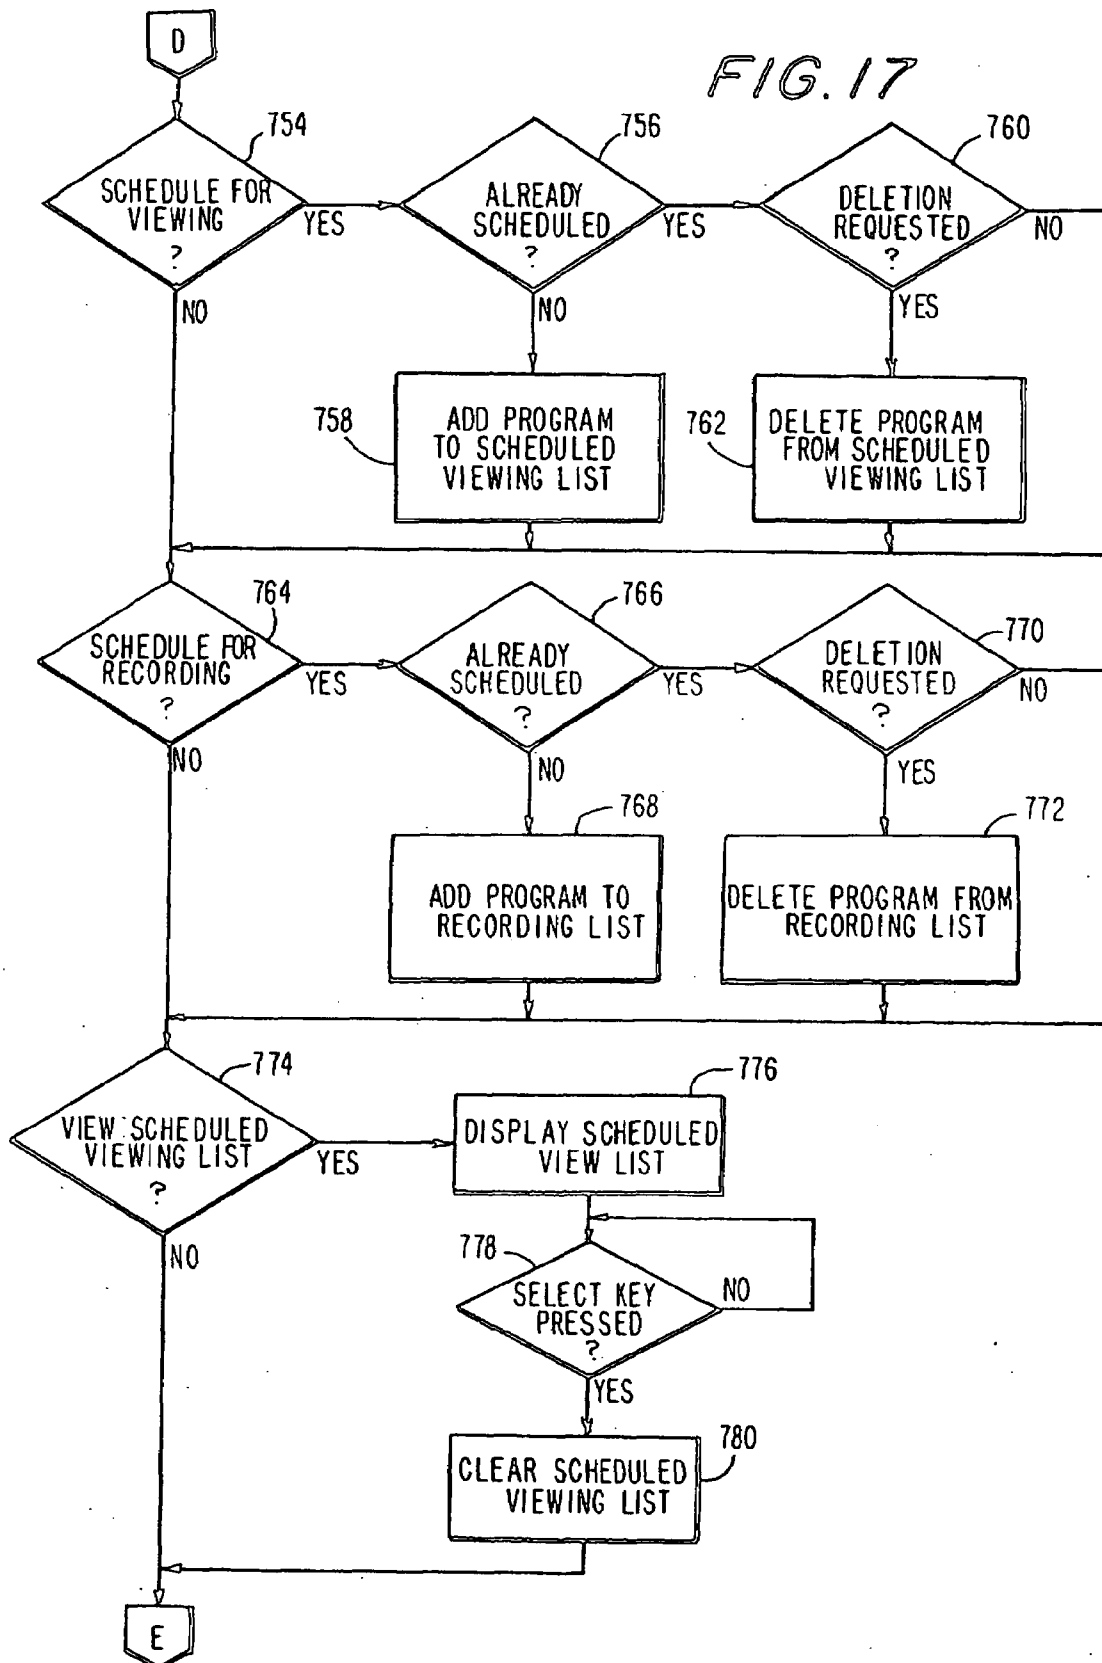 D
FIG. 17
754
756
760
SCHEDULE FOR
VIEWING
?
YES
ALREADY
SCHEDULED
?
YES
DELETION
REQUESTED
?
NO
NO
NO
YES
758
ADD PROGRAM
TO SCHEDULED
VIEWING LIST
762
DELETE PROGRAM
FROM SCHEDULED
VIEWING LIST
764
766
770
SCHEDULE FOR
RECORDING
?
YES
ALREADY
SCHEDULED
?
YES
DELETION
REQUESTED
?
NO
NO
NO
YES
768
772
ADD PROGRAM TO
RECORDING LIST
DELETE PROGRAM FROM
RECORDING LIST
774
776
VIEW SCHEDULED
VIEWING LIST
?
YES
DISPLAY SCHEDULED
VIEW LIST
NO
778
SELECT KEY
PRESSED
?
NO
YES
780
CLEAR SCHEDULED
VIEWING LIST
E